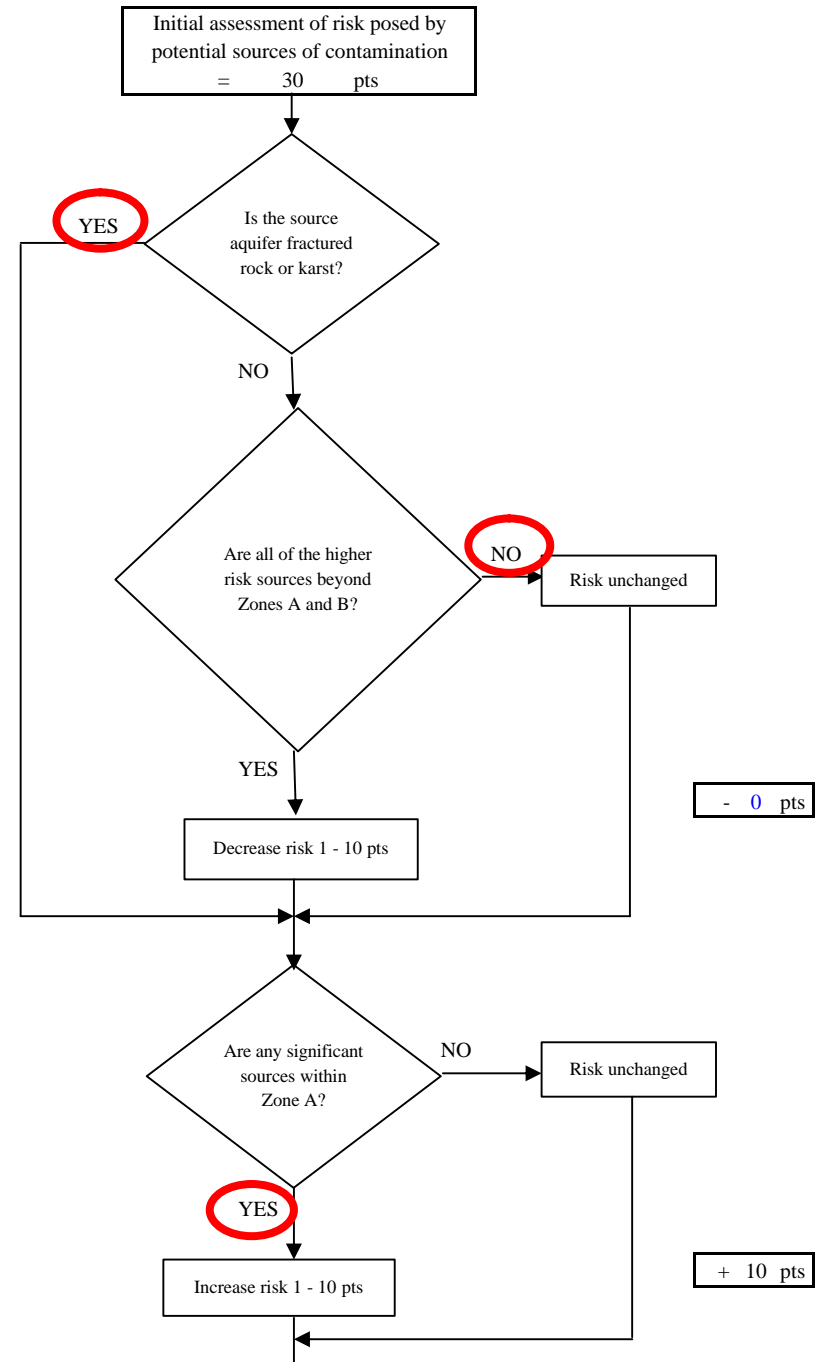 Initial assessment of risk posed by
potential sources of contamination
= 30 pts
YES
Is the source
aquifer fractured
rock or karst?
NO
Are all of the higher
risk sources beyond
Zones A and B?
NO
Risk unchanged
YES
- 0 pts
Decrease risk 1 - 10 pts
Are any significant
sources within
Zone A?
NO
Risk unchanged
YES
+ 10 pts
Increase risk 1 - 10 pts